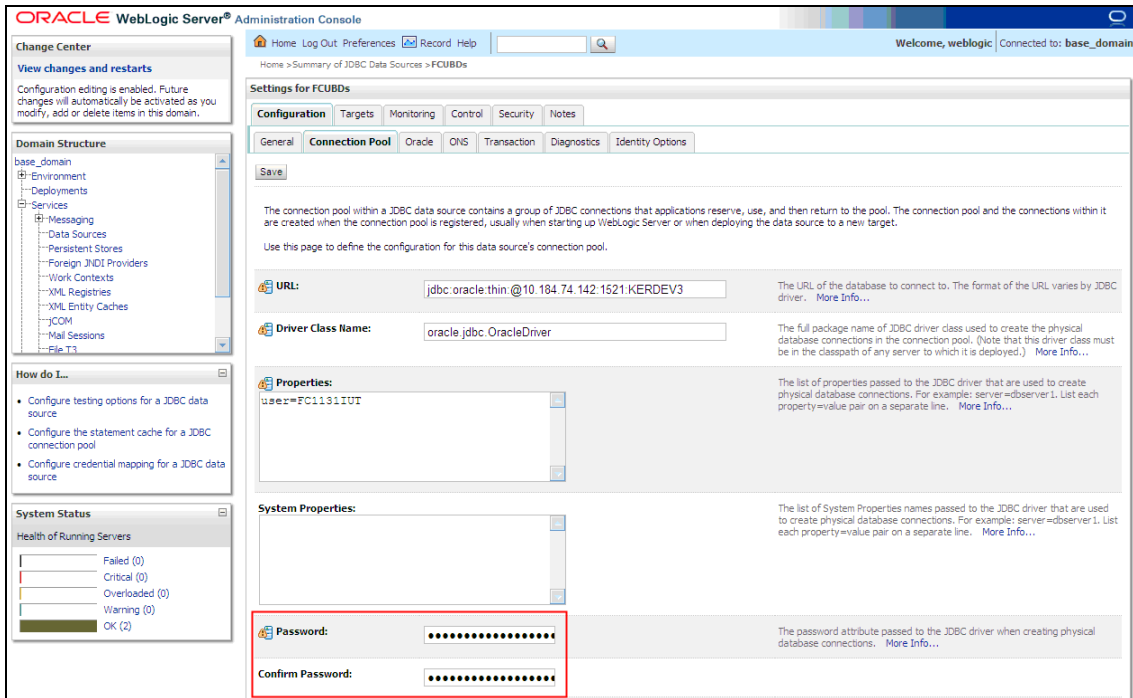 ORACLE WebLogic Server® Administration Console
Change Center
View changes and restarts
Configuration editing is enabled. Future
changes will automatically be activated as you
modify, add or delete items in this domain.
Domain Structure
base_domain
Environment
Deployments
Services
Messaging
Data Sources
Persistent Stores
Foreign JNDI Providers
Work Contexts
XML Registries
XML Entity Caches
jCOM
Mail Sessions
File T3
How do I...
Configure testing options for a JDBC data
source
Configure the statement cache for a JDBC
connection pool
Configure credential mapping for a JDBC data
source
System Status
Health of Running Servers
Failed (0)
Critical (0)
Overloaded (0)
Warning (0)
OK (2)
Home Log Out Preferences Record Help
Welcome, weblogic Connected to: base_domain
Home >Summary of JDBC Data Sources >FCUBDs
Settings for FCUBDs
Configuration Targets Monitoring Control Security Notes
General Connection Pool Oracle ONS Transaction Diagnostics Identity Options
Save
The connection pool within a JDBC data source contains a group of JDBC connections that applications reserve, use, and then return to the pool. The connection pool and the connections within it
are created when the connection pool is registered, usually when starting up WebLogic Server or when deploying the data source to a new target.
Use this page to define the configuration for this data source's connection pool.
URL:
jdbc:oracle:thin:@10.184.74.142:1521:KERDEV3
The URL of the database to connect to. The format of the URL varies by JDBC
driver. More Info...
Driver Class Name:
oracle.jdbc.OracleDriver
The full package name of JDBC driver class used to create the physical
database connections in the connection pool. (Note that this driver class must
be in the classpath of any server to which it is deployed.) More Info...
Properties:
user=FC1131IUT
The list of properties passed to the JDBC driver that are used to create
physical database connections. For example: server=dbserver1. List each
property=value pair on a separate line. More Info...
System Properties:
The list of System Properties names passed to the JDBC driver that are used
to create physical database connections. For example: server=dbserver1. List
each property=value pair on a separate line. More Info...
Password:
The password attribute passed to the JDBC driver when creating physical
database connections. More Info...
Confirm Password: